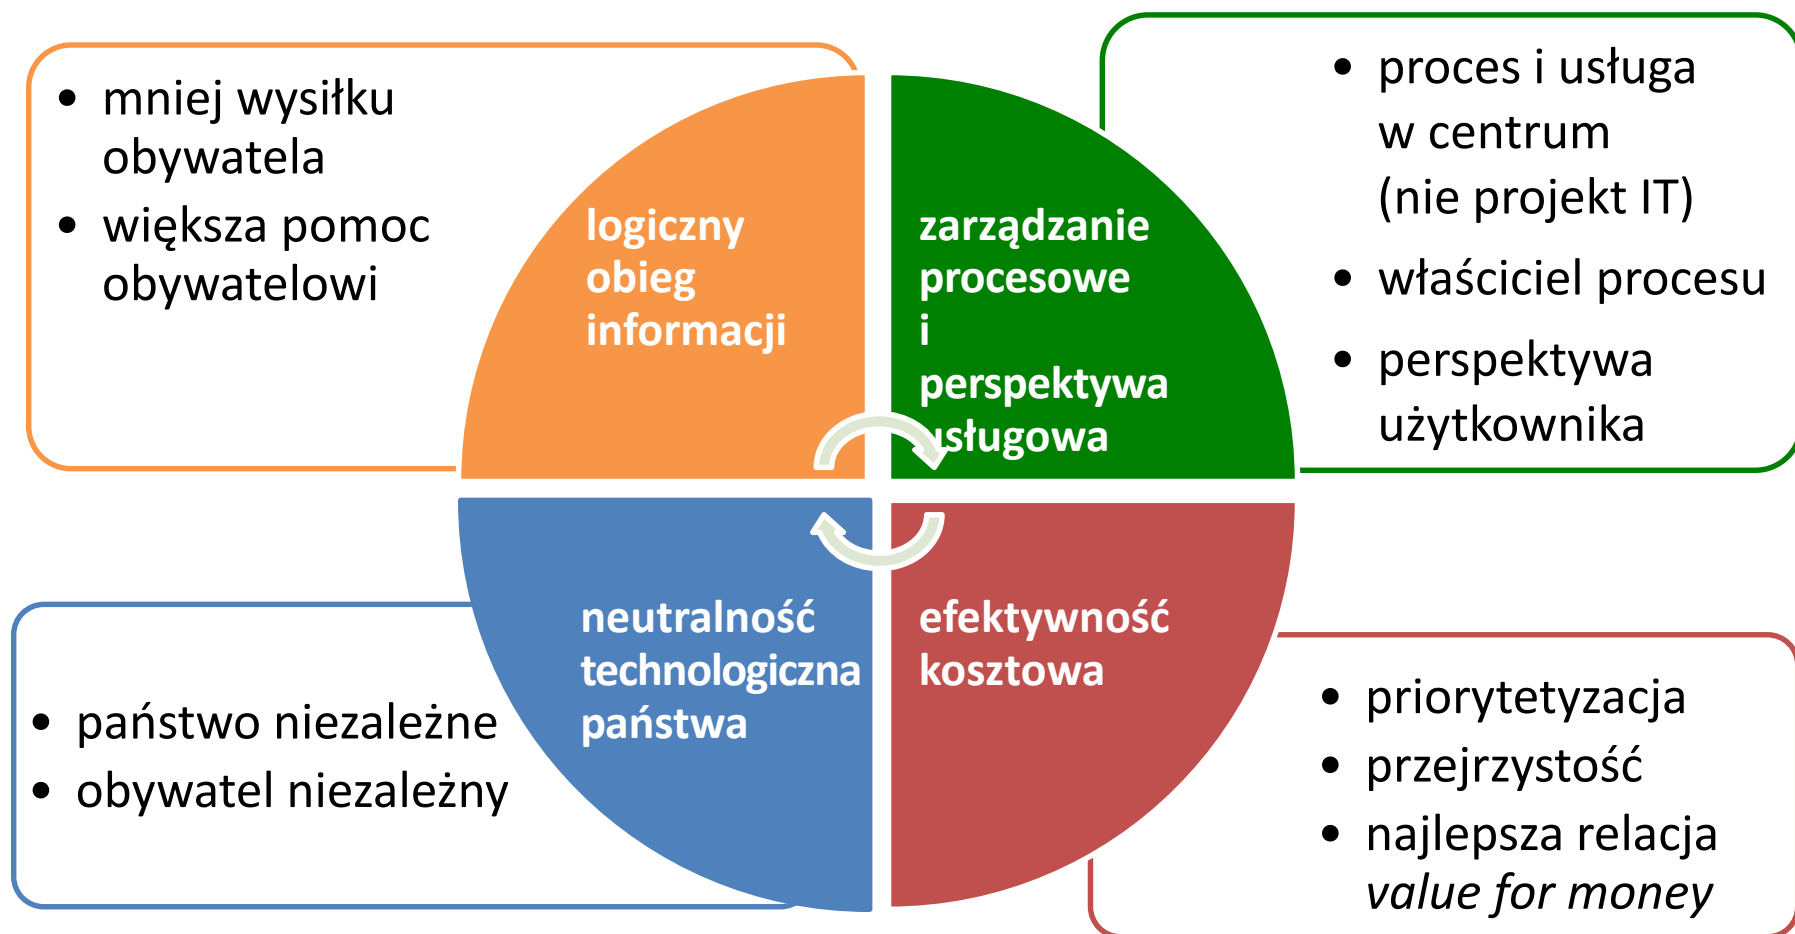 • mniej wysiłku
obywatela
• większa pomoc
obywatelowi
logiczny
obieg
informacji
zarządzanie
procesowe
i
perspektywa
usługowa
• proces i usługa
w centrum
(nie projekt IT)
• właściciel procesu
• perspektywa
użytkownika
• państwo niezależne
• obywatel niezależny
neutralność
technologiczna
państwa
efektywność
kosztowa
• priorytetyzacja
• przejrzystość
• najlepsza relacja
value for money